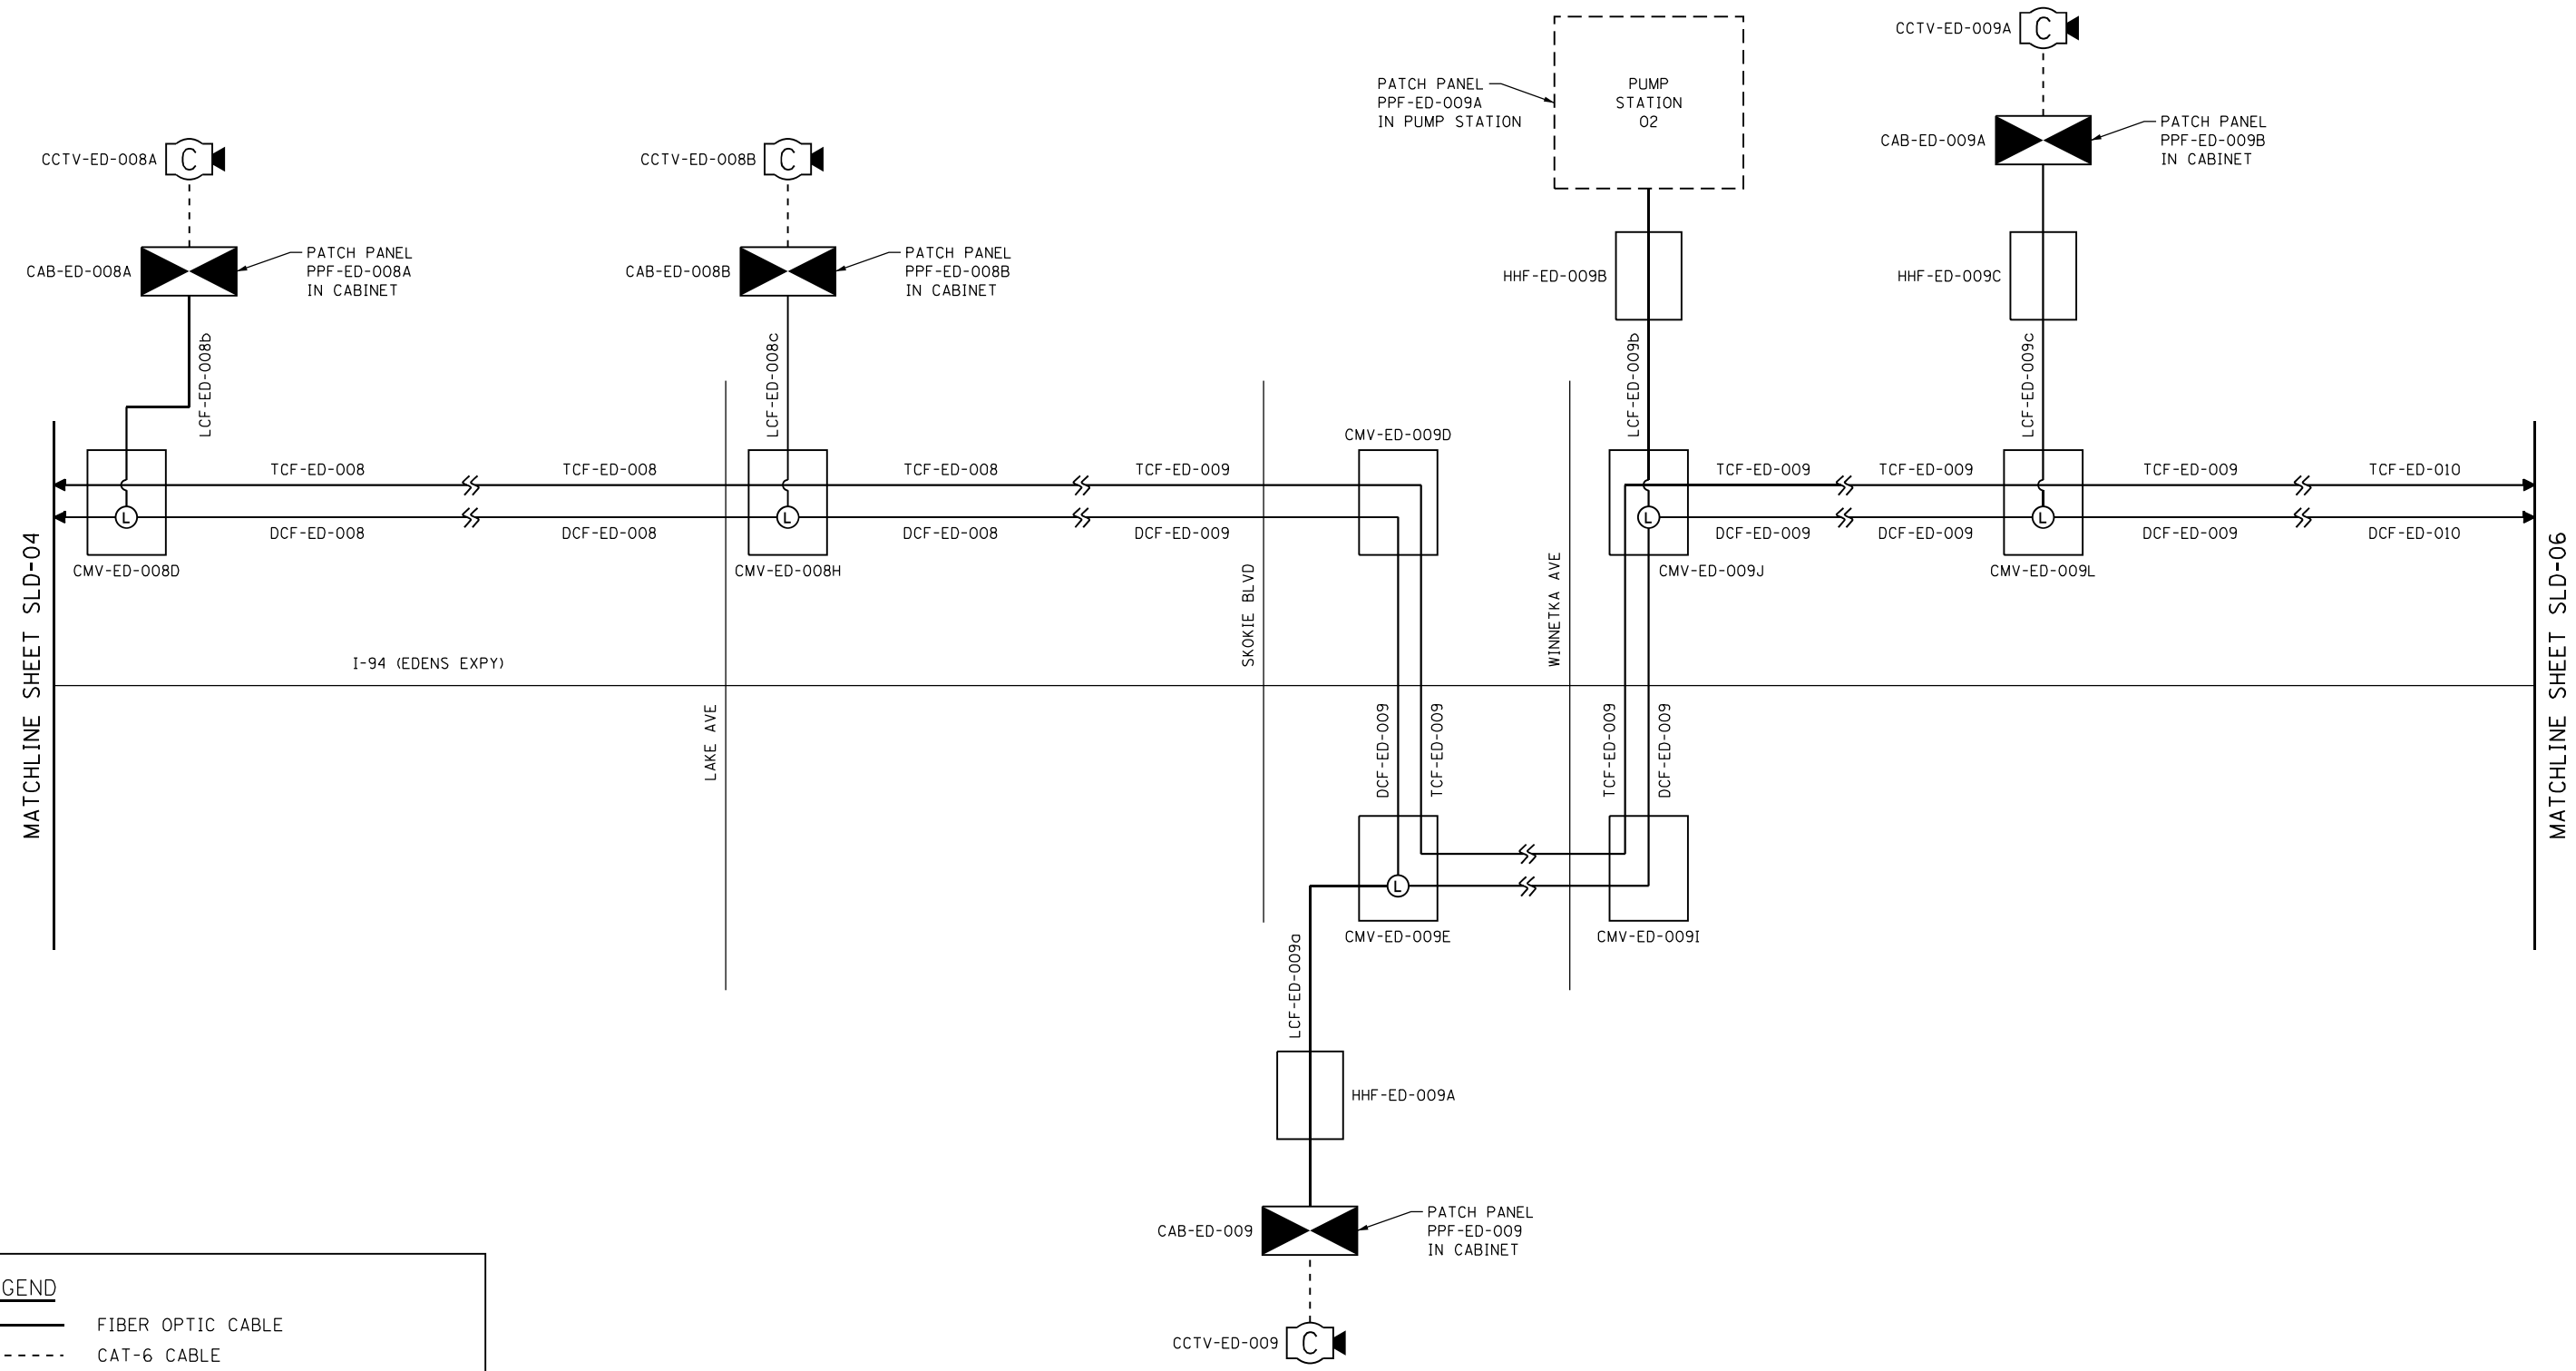 CCTV-ED-009A
C
PATCH PANEL
PPF-ED-009A
IN PUMP STATION
PUMP
STATION
02
CAB-ED-009A
PATCH PANEL
PPF-ED-009B
IN CABINET
CCTV-ED-008A
C
CCTV-ED-008B
C
CAB-ED-008A
PATCH PANEL
PPF-ED-008A
IN CABINET
CAB-ED-008B
PATCH PANEL
PPF-ED-008B
IN CABINET
HHF-ED-009B
HHF-ED-009C
LCF-ED-008b
LCF-ED-008c
LCF-ED-009b
LCF-ED-009c
CMV-ED-009D
TCF-ED-008
TCF-ED-008
TCF-ED-008
TCF-ED-009
TCF-ED-009
TCF-ED-009
TCF-ED-009
TCF-ED-010
L
L
L
L
DCF-ED-008
DCF-ED-008
DCF-ED-008
DCF-ED-009
DCF-ED-009
DCF-ED-009
DCF-ED-009
DCF-ED-010
CMV-ED-008D
CMV-ED-008H
CMV-ED-009J
CMV-ED-009L
MATCHLINE SHEET SLD-04
MATCHLINE SHEET SLD-06
SKOKIE BLVD
WINNETKA AVE
I-94 (EDENS EXPY)
LAKE AVE
DCF-ED-009
TCF-ED-009
TCF-ED-009
DCF-ED-009
L
CMV-ED-009E
CMV-ED-009I
LCF-ED-009a
HHF-ED-009A
CAB-ED-009
PATCH PANEL
PPF-ED-009
IN CABINET
CCTV-ED-009
C
GEND
FIBER OPTIC CABLE
CAT-6 CABLE